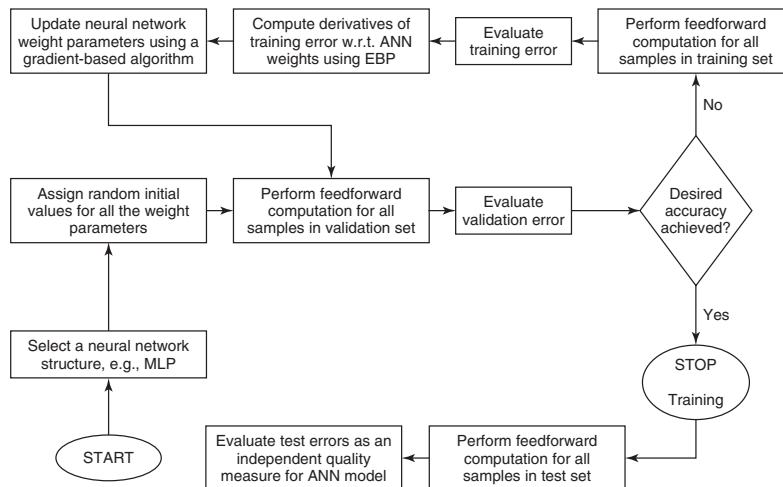 Update neural network
weight parameters using a
gradient-based algorithm
Compute derivatives of
training error w.r.t. ANN
weights using EBP
Evaluate
training error
Perform feedforward
computation for all
samples in training set
No
Assign random initial
values for all the weight
parameters
Perform feedforward
computation for all
samples in validation set
Evaluate
validation error
Desired
accuracy
achieved?
Yes
Select a neural network
structure, e.g., MLP
STOP
Training
START
Evaluate test errors as an
independent quality
measure for ANN model
Perform feedforward
computation for all
samples in test set